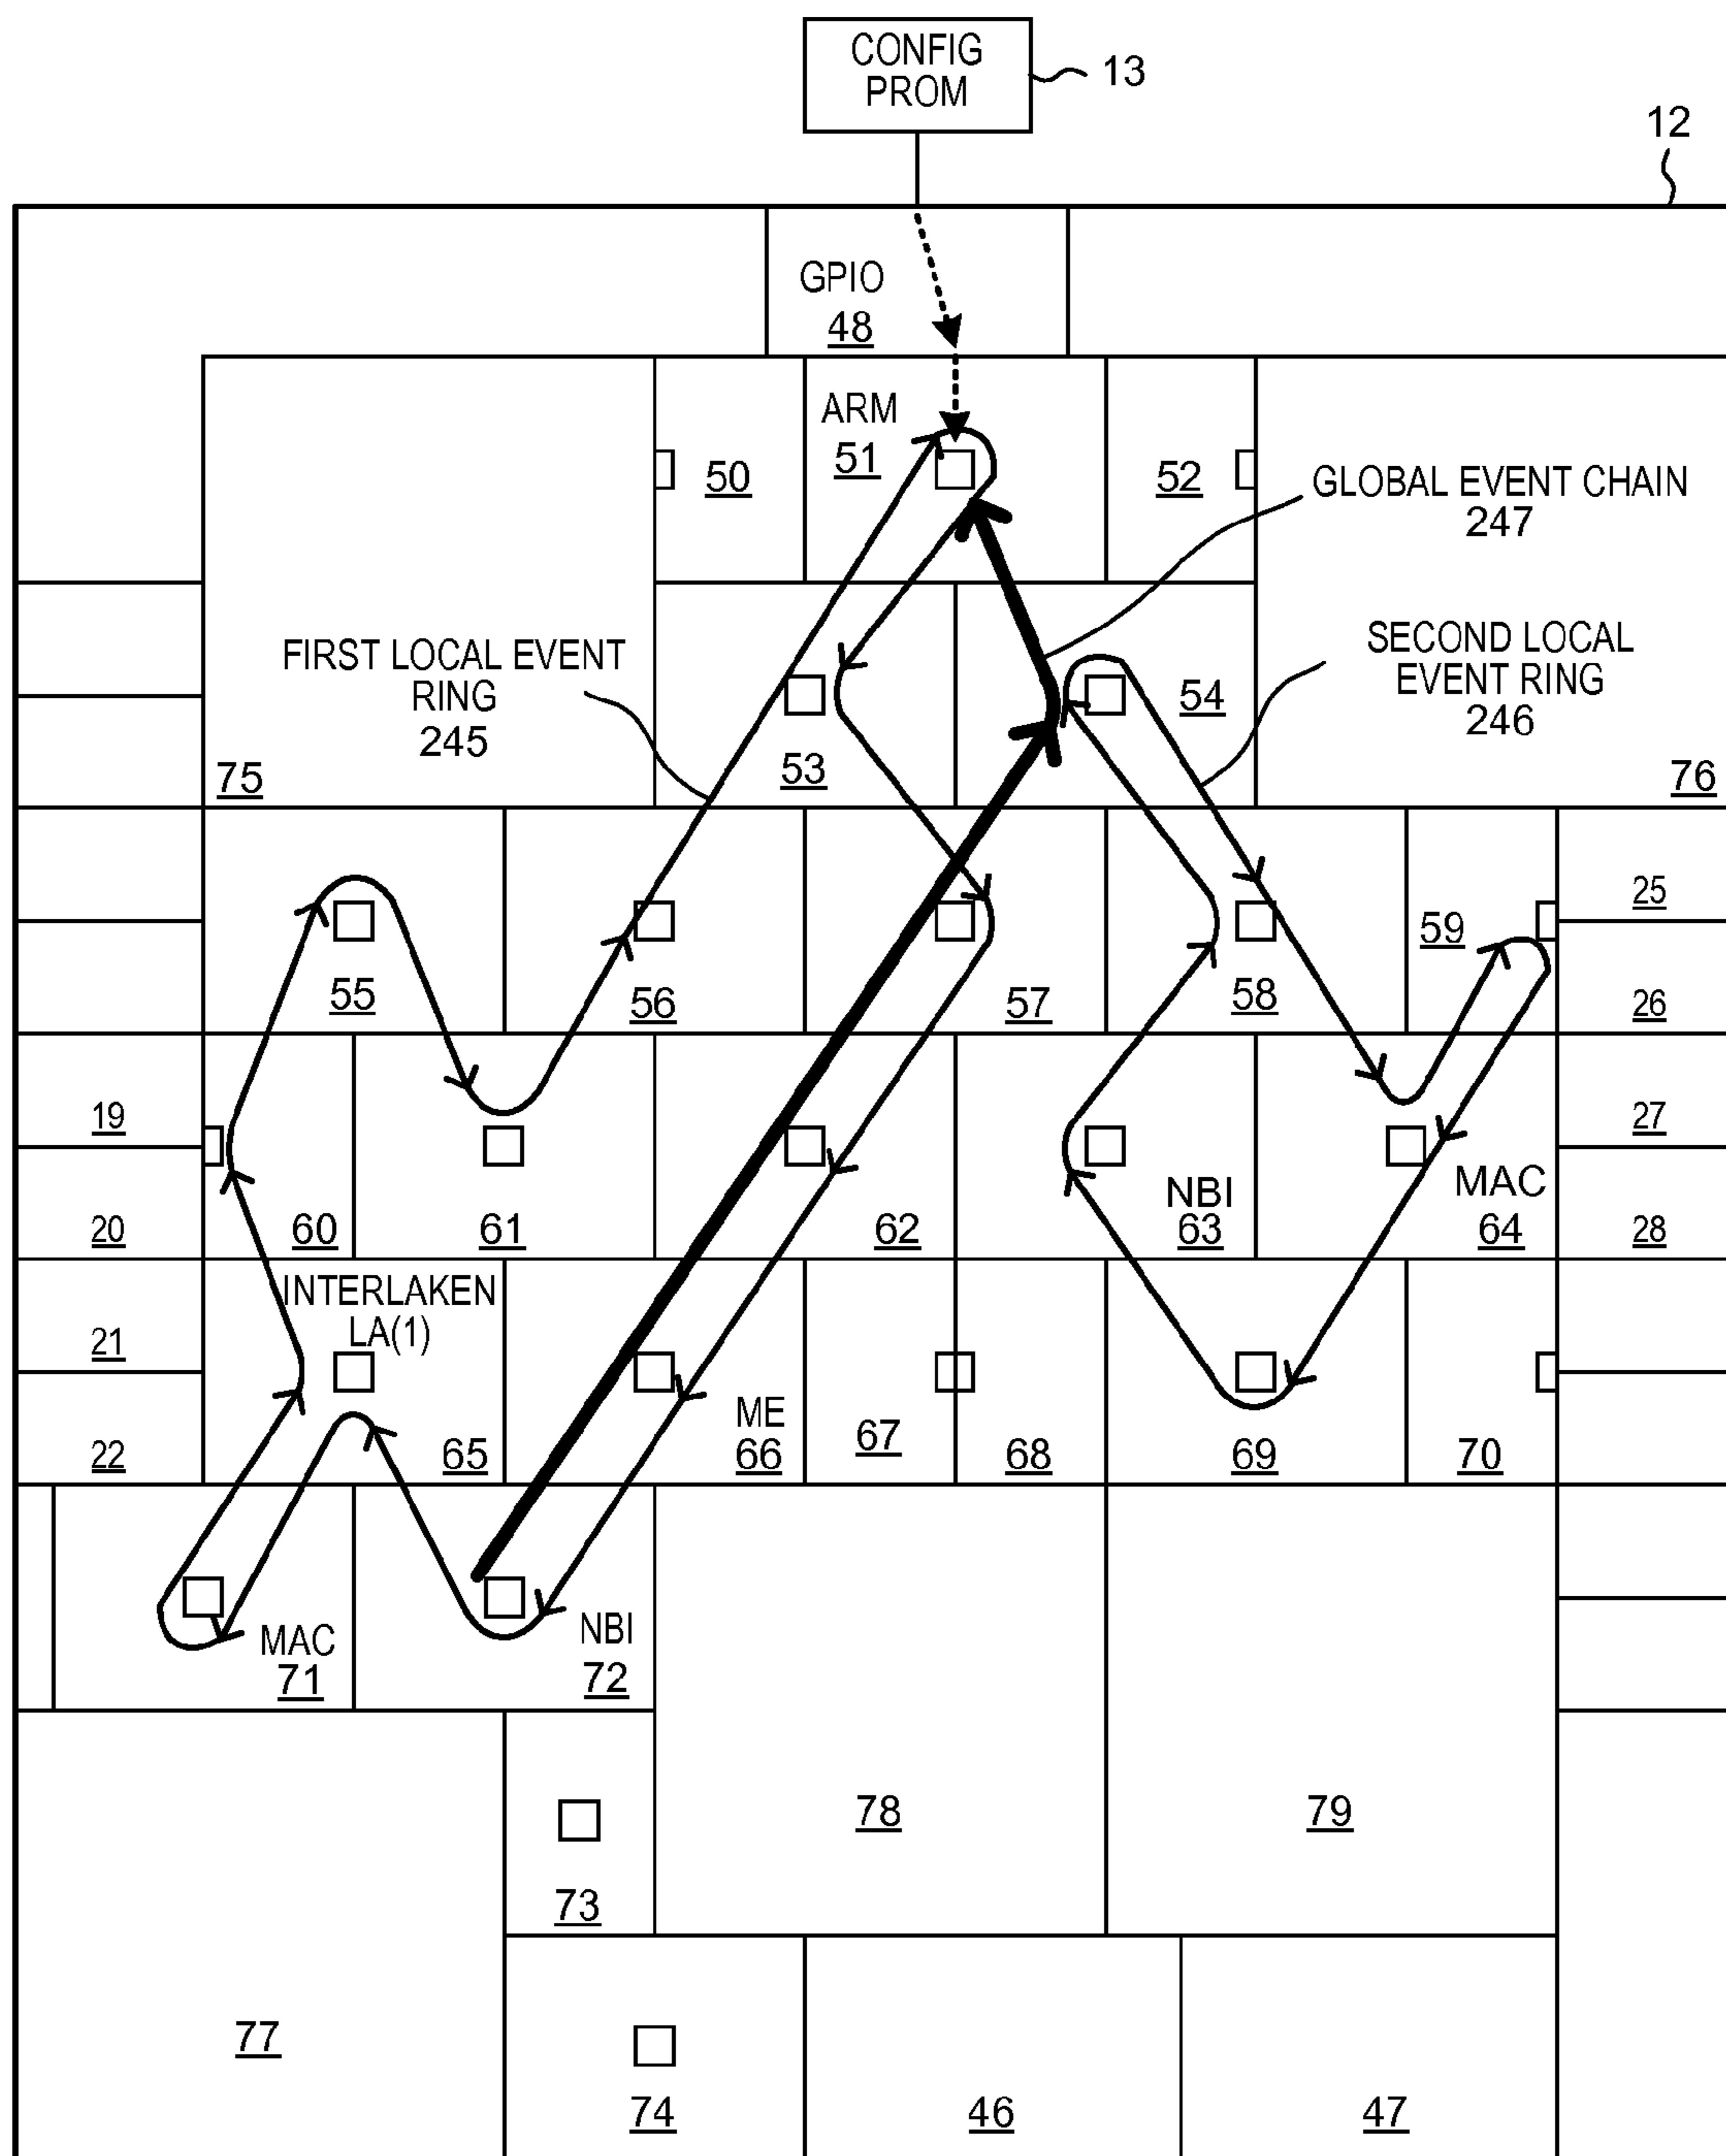 CONFIG
PROM
13
12
GPIO
48
ARM
51
50
52
GLOBAL EVENT CHAIN
247
FIRST LOCAL EVENT
RING
245
SECOND LOCAL
EVENT RING
246
54
53
75
76
25
59
55
56
57
58
26
19
27
NBI
63
MAC
64
20
60
61
62
28
INTERLAKEN
LA(1)
21
ME
66
67
22
65
68
69
70
MAC
71
NBI
72
78
79
73
77
74
46
47